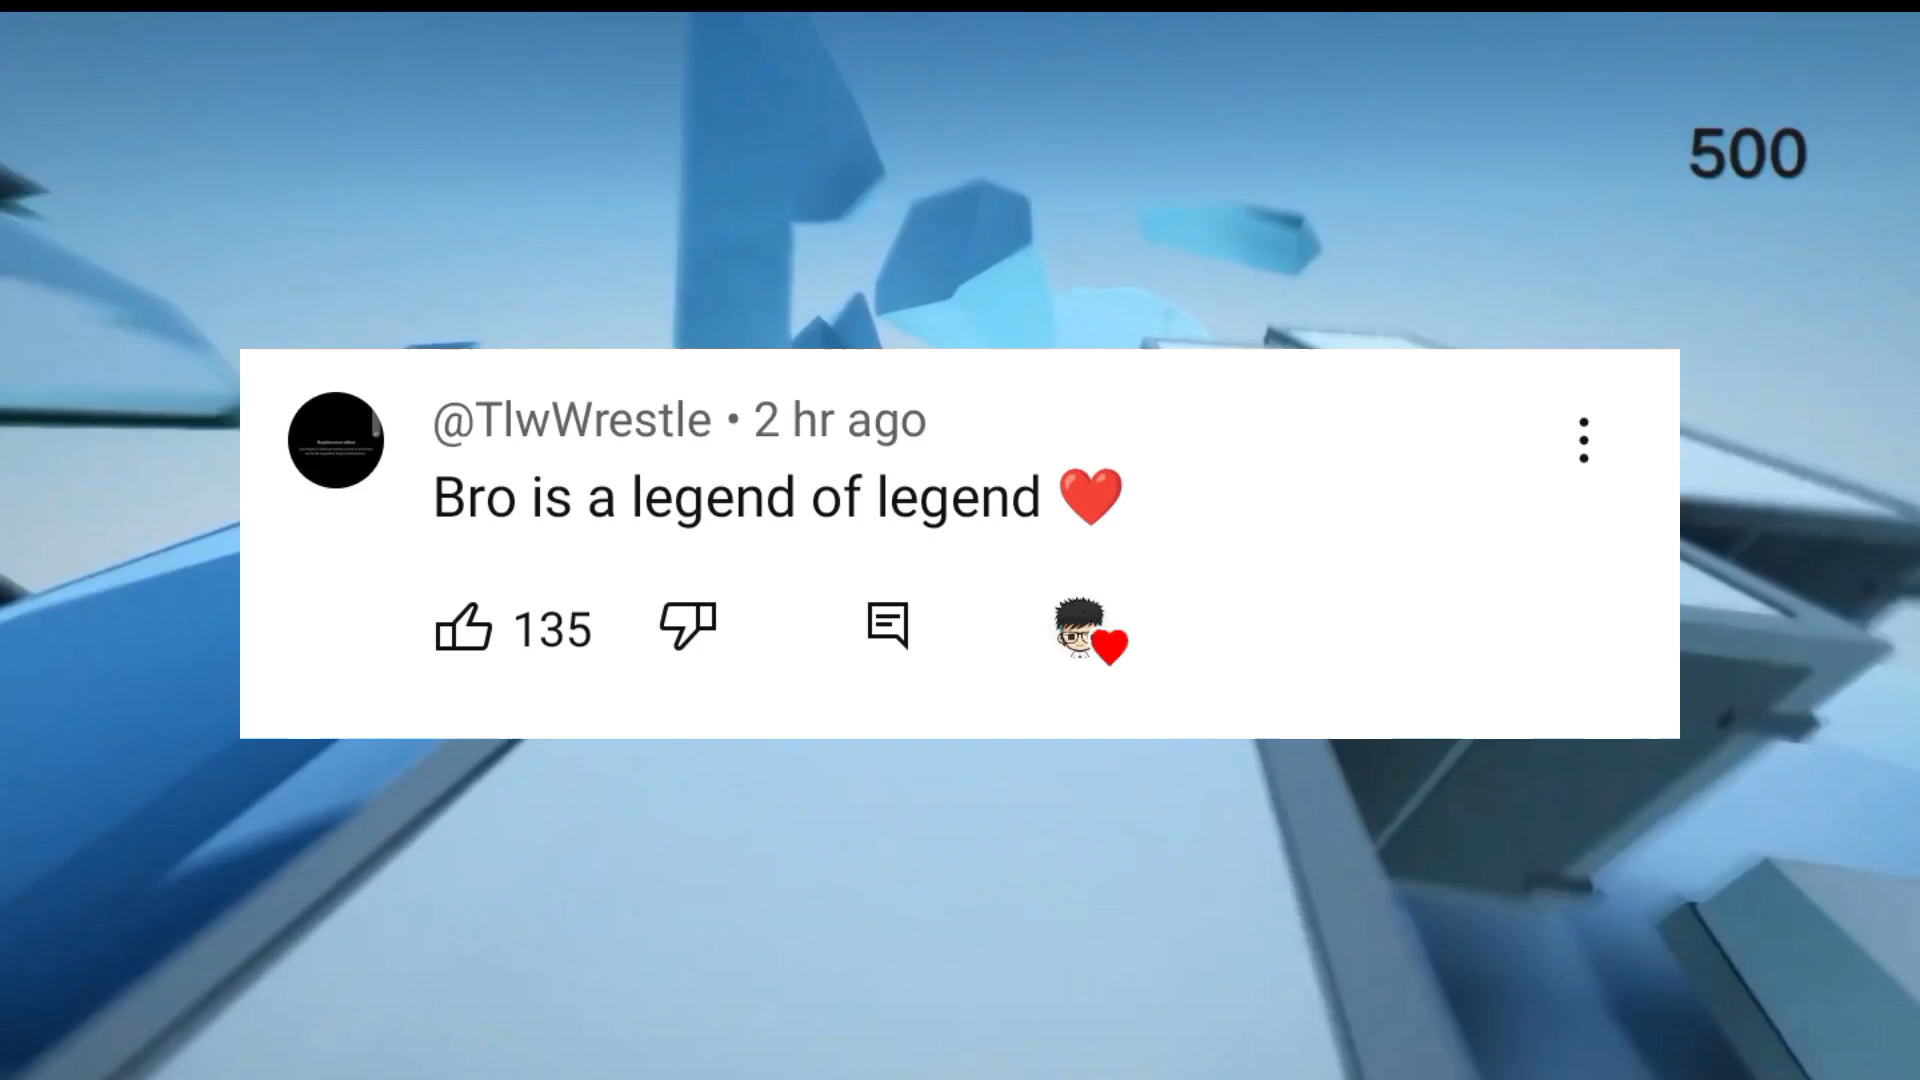 500
@TlwWrestle • 2 hr ago
Bro is a legend of legend ❤️
135